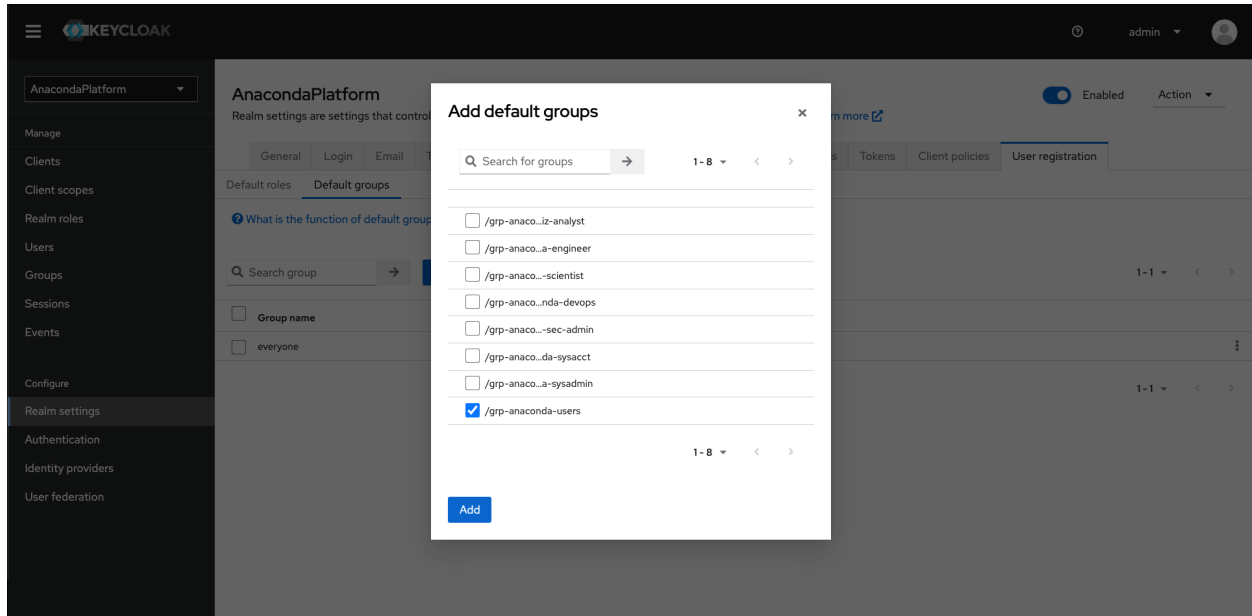 KEYCLOAK
admin
AnacondaPlatform
Manage
Clients
Client scopes
Realm roles
Users
Groups
Sessions
Events
Configure
Realm settings
Authentication
Identity providers
User federation
AnacondaPlatform
Enabled
Action
Realm settings are settings that control
rn more
General Login Email T
s Tokens Client policies User registration
Default roles Default groups
What is the function of default group
Search group
1-1
Group name
everyone
1-1
Add default groups
Search for groups
1-8
/grp-anaco...iz-analyst
/grp-anaco...a-engineer
/grp-anaco...-scientist
/grp-anaco...nda-devops
/grp-anaco...-sec-admin
/grp-anaco...da-sysacct
/grp-anaco...a-sysadmin
/grp-anaconda-users
1-8
Add